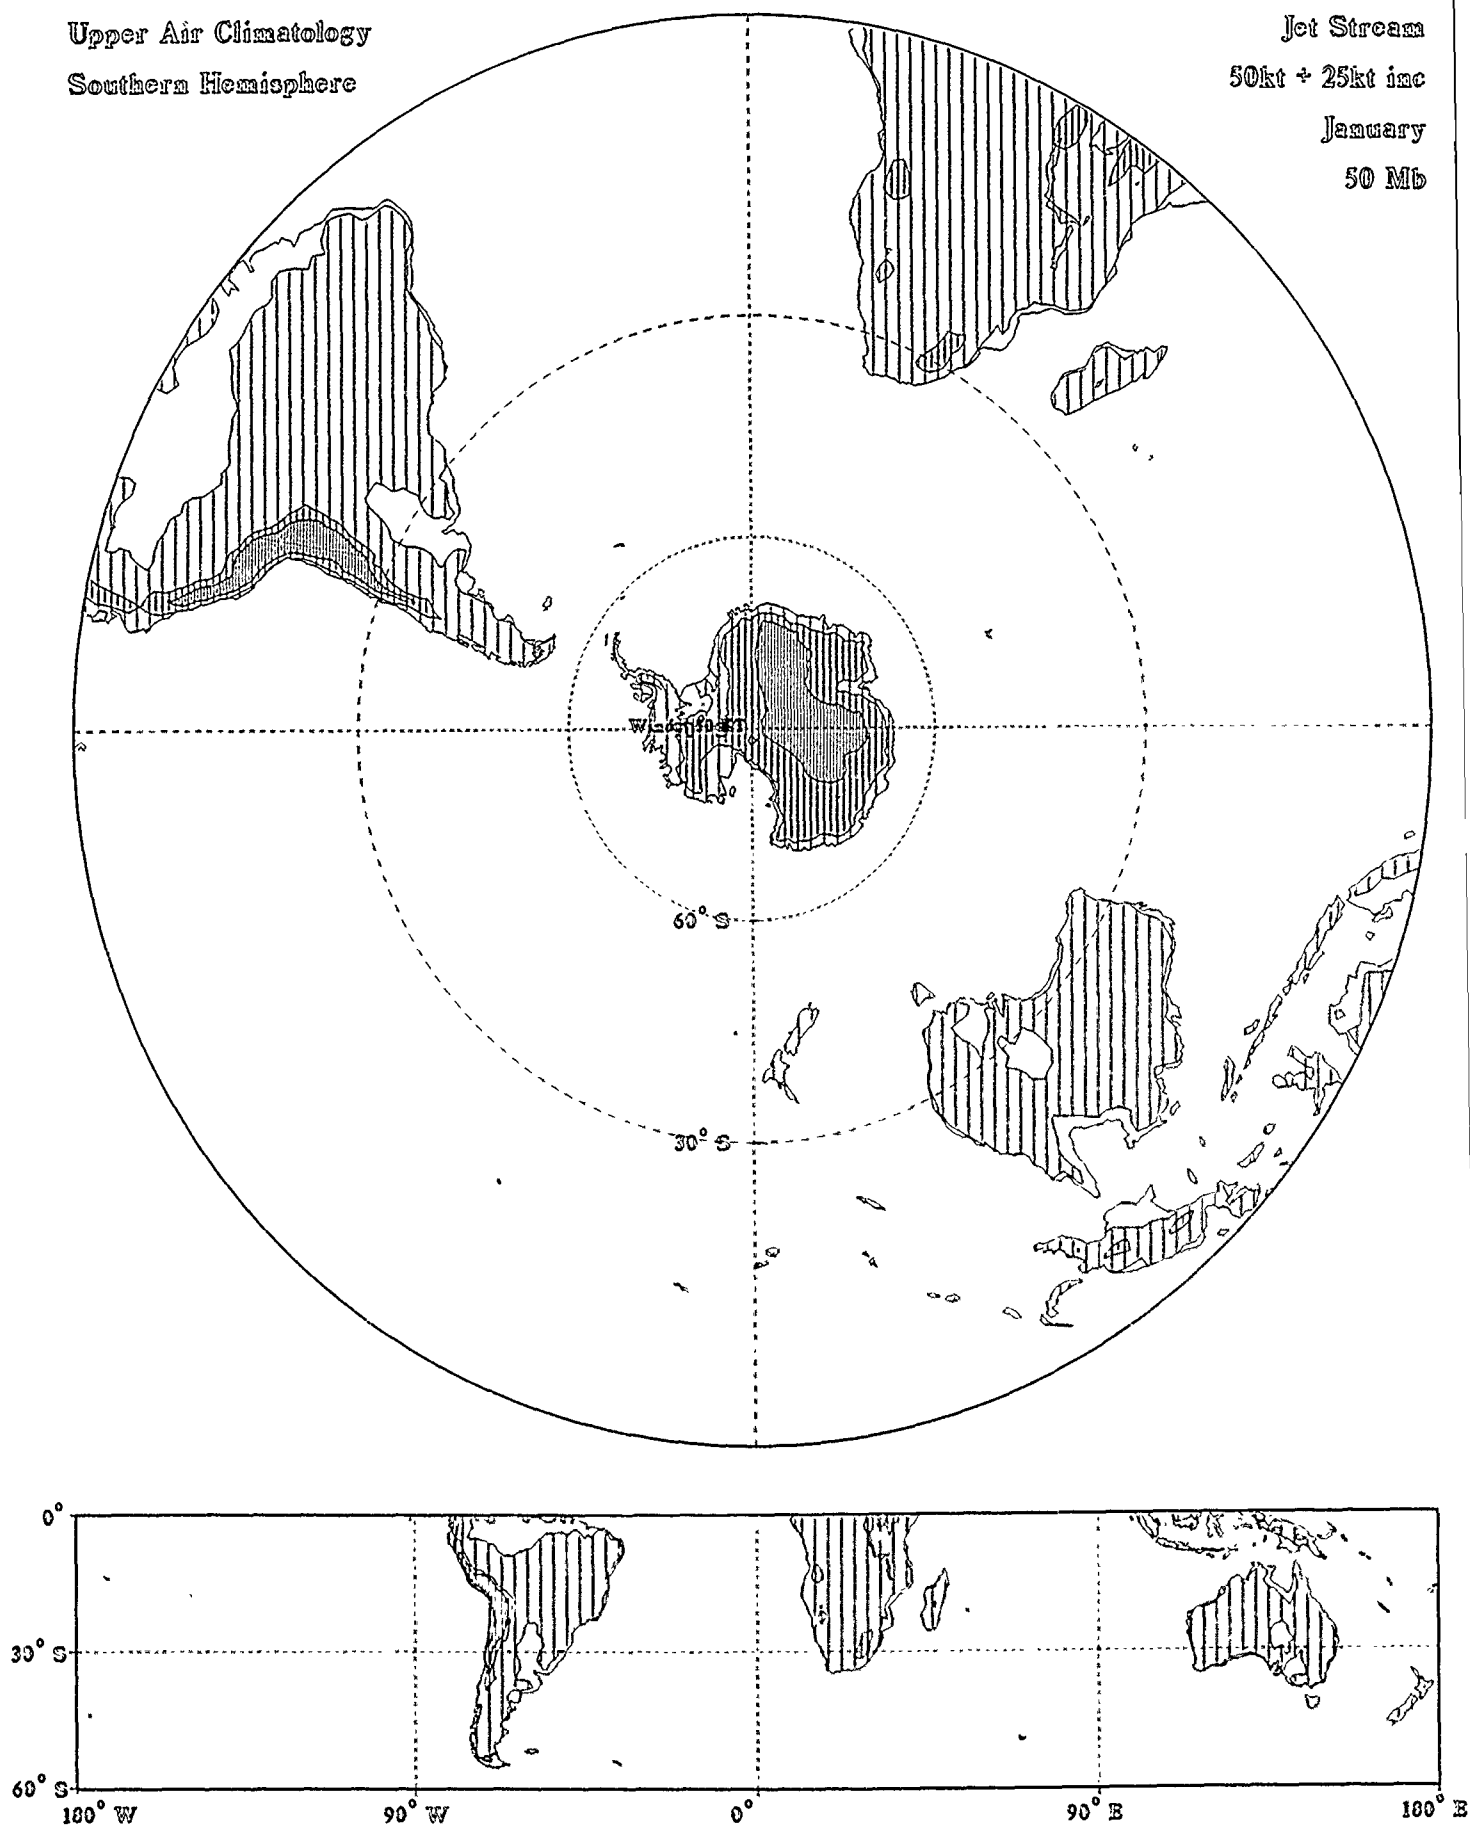 Upper Air Climatology
Southern Hemisphere
Jet Stream
50kt + 25kt inc
January
50 Mb
60° S
30° S
0°
33° S
60° S
180° W
90° W
0°
90° E
180° E